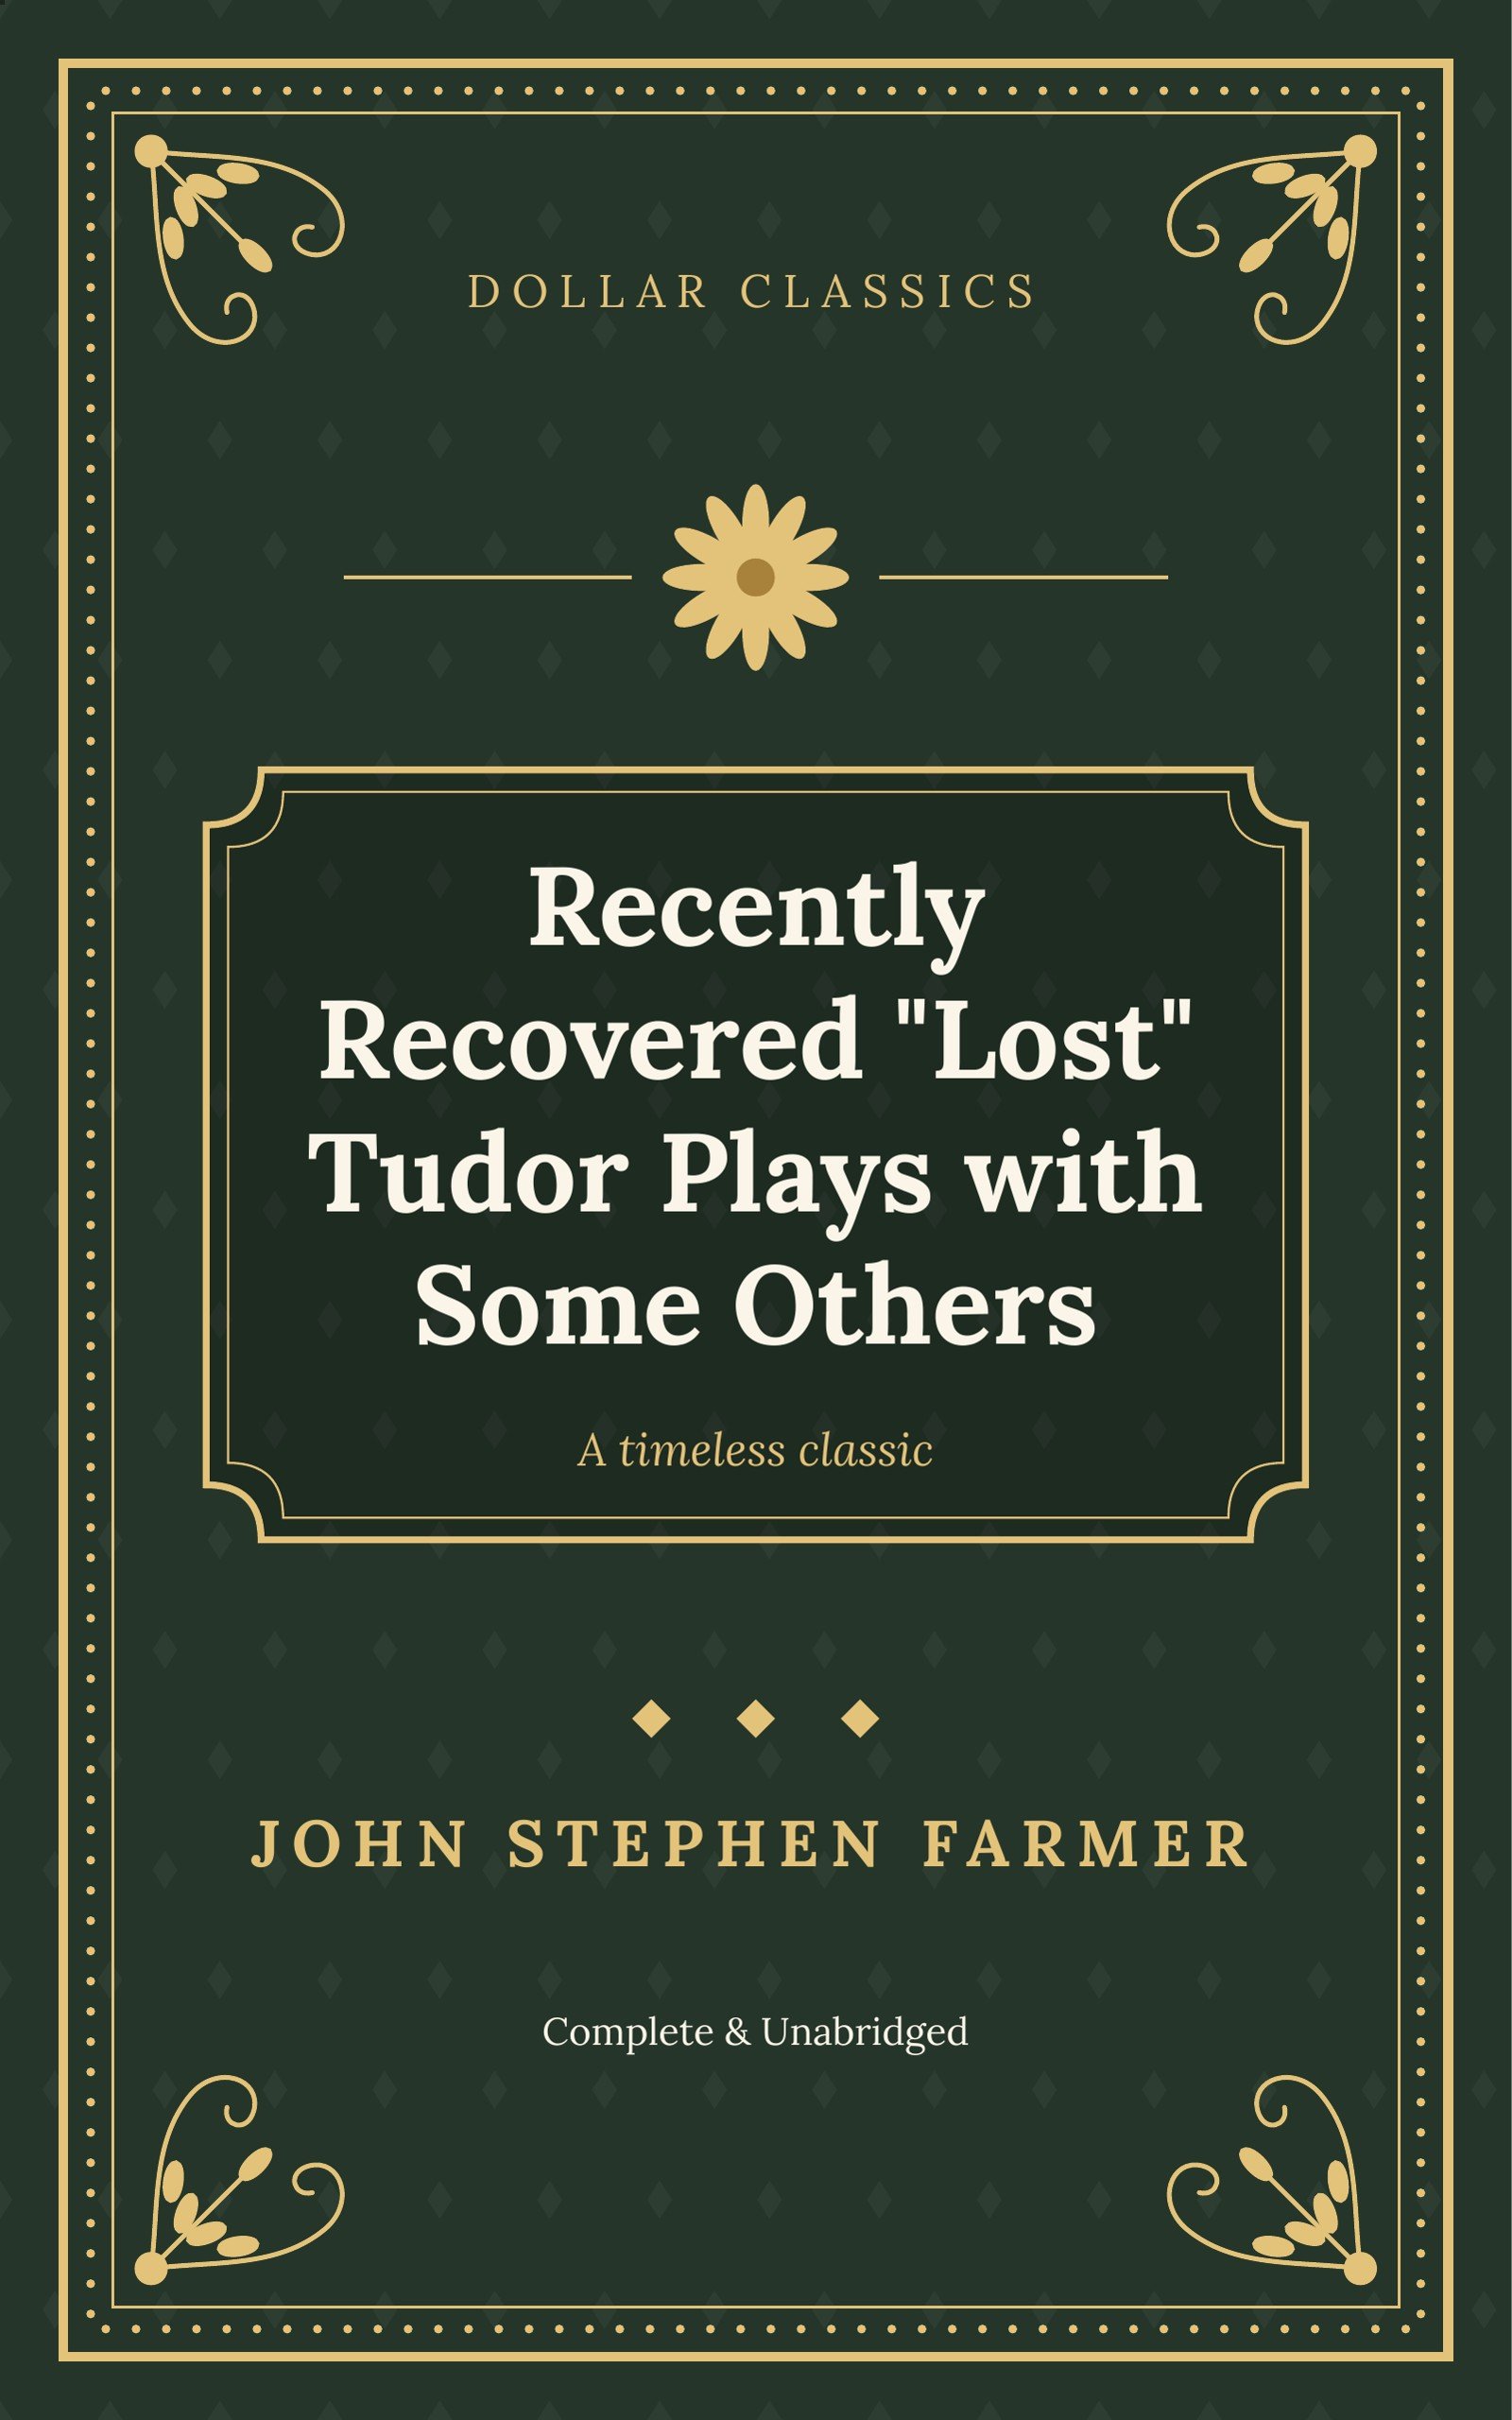 DOLLAR CLASSICS
Recently
Recovered "Lost"
Tudor Plays with
Some Others
A timeless classic
JOHN STEPHEN FARMER
Complete & Unabridged